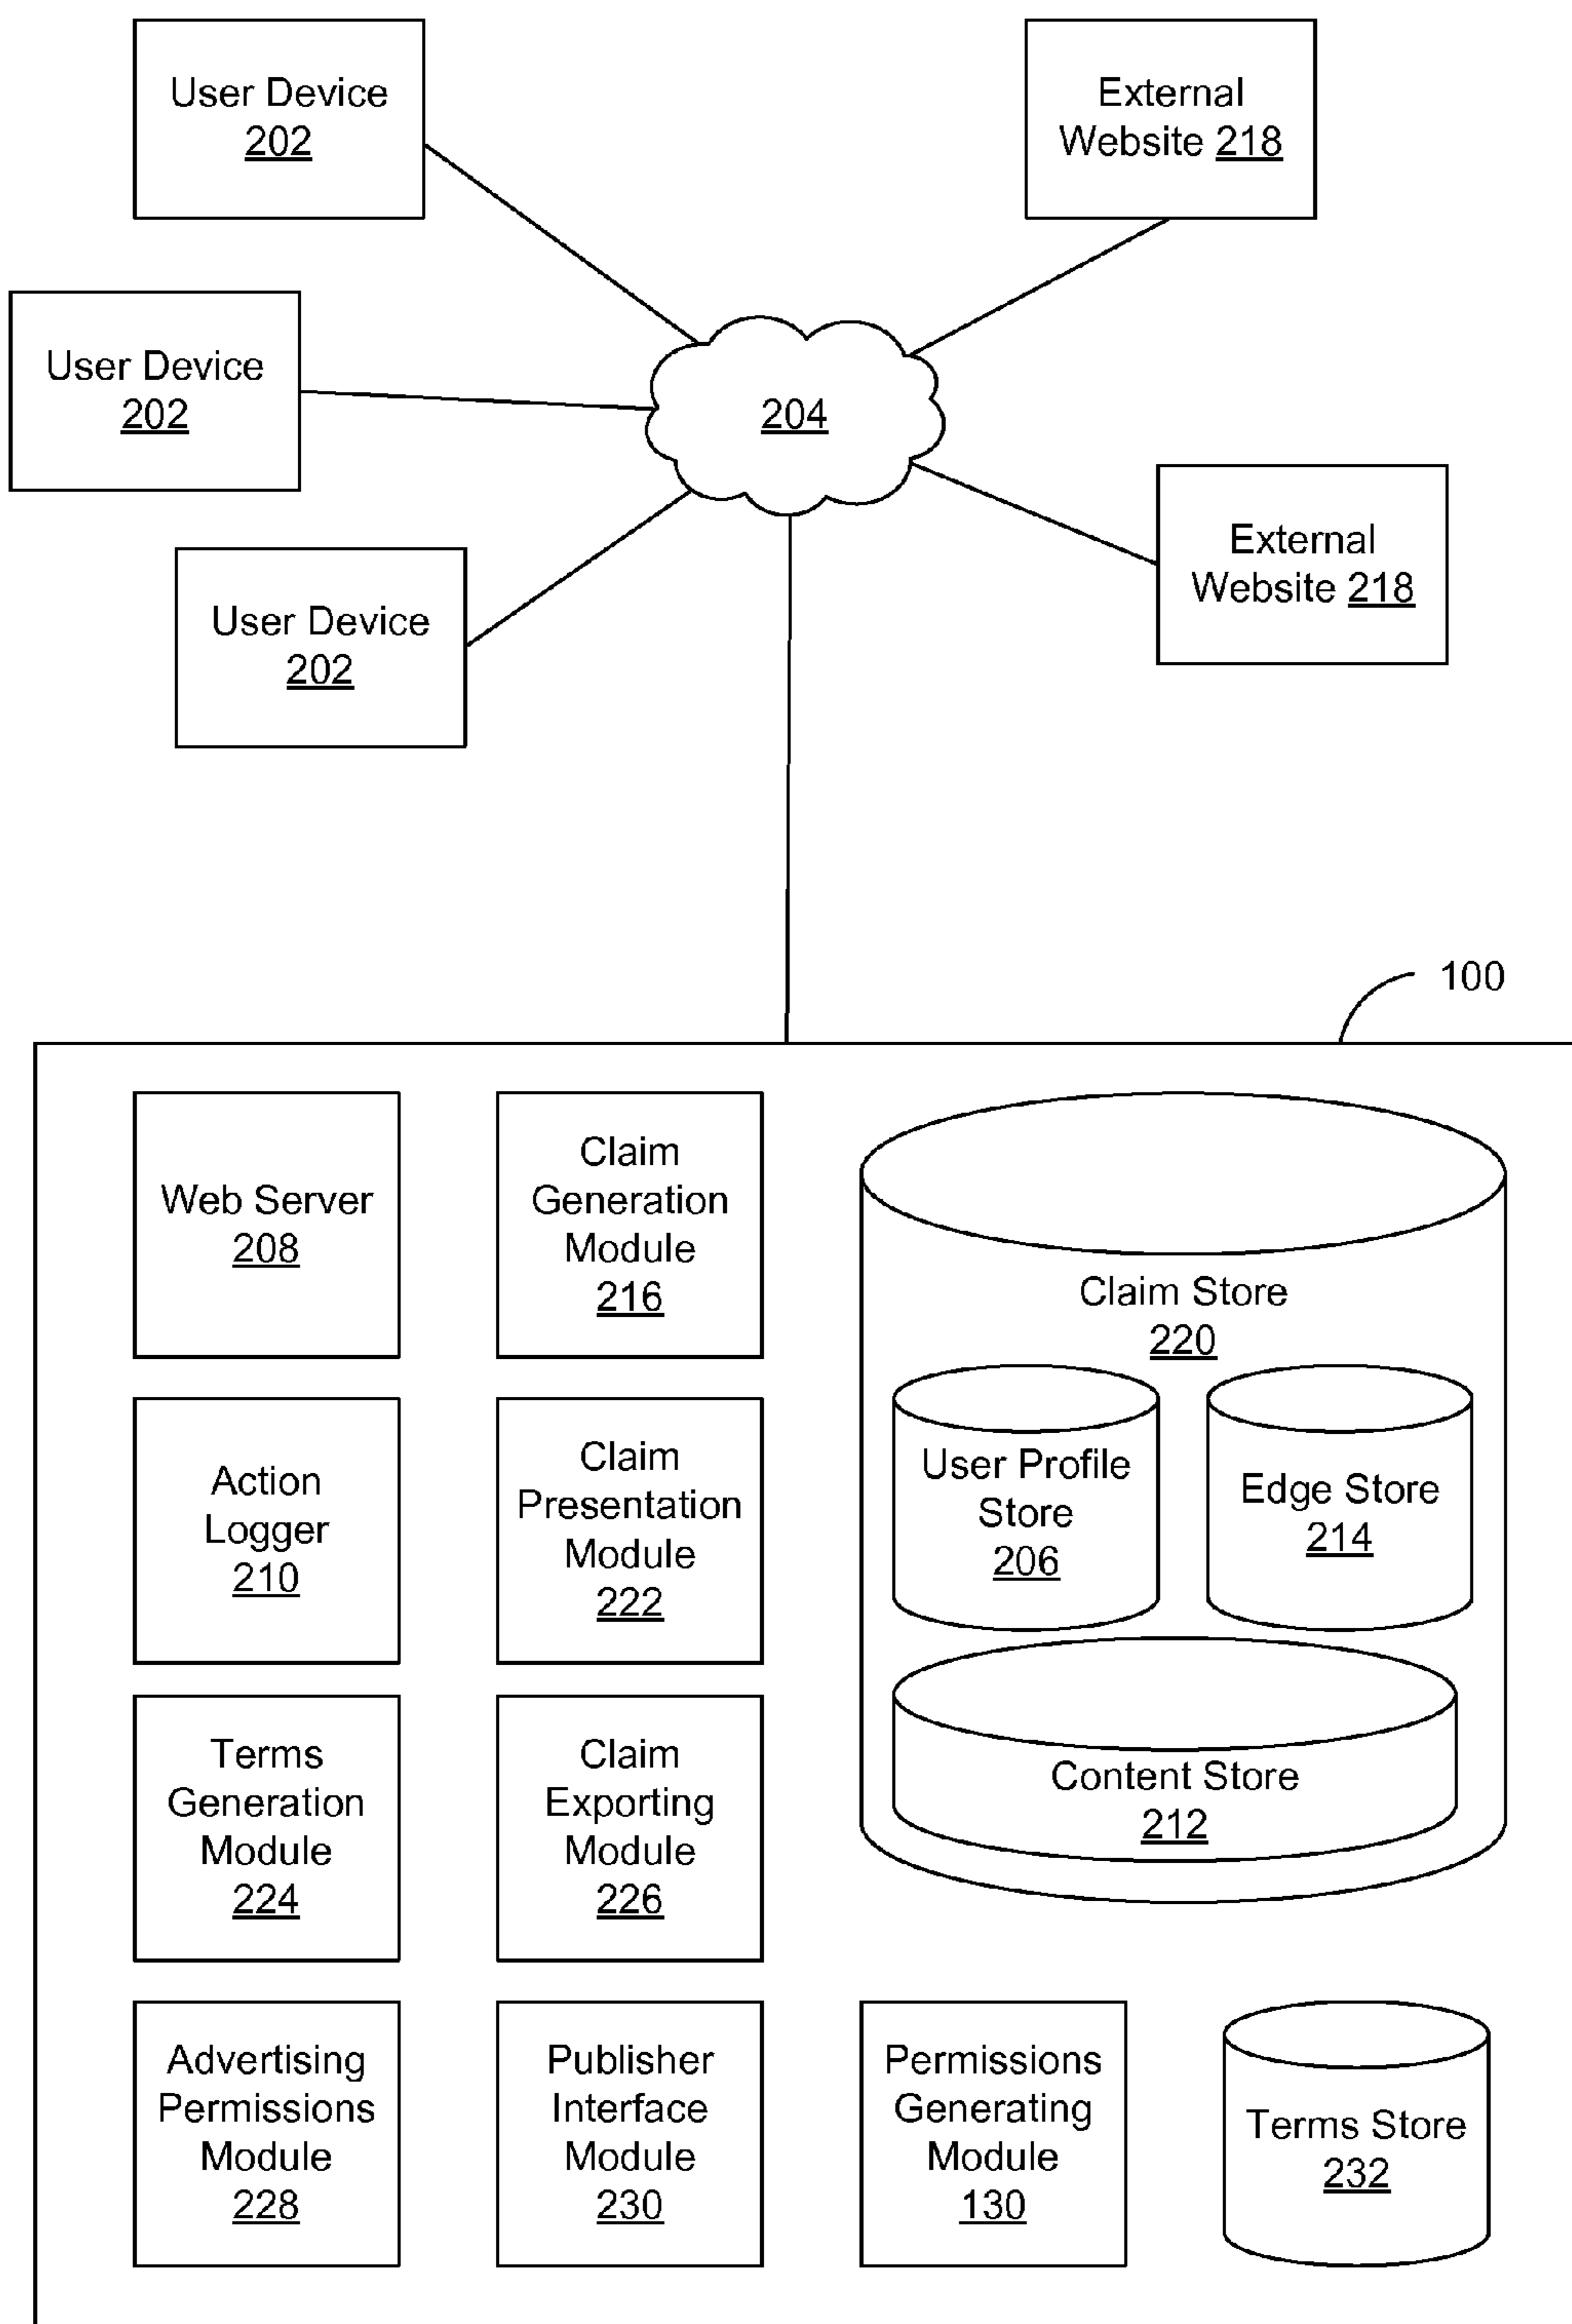 User Device
202
External
Website 218
User Device
202
204
External
Website 218
User Device
202
100
Web Server
208
Claim
Generation
Module
216
Claim Store
220
Action
Logger
210
Claim
Presentation
Module
222
User Profile
Store
206
Edge Store
214
Terms
Generation
Module
224
Claim
Exporting
Module
226
Content Store
212
Advertising
Permissions
Module
228
Publisher
Interface
Module
230
Permissions
Generating
Module
130
Terms Store
232